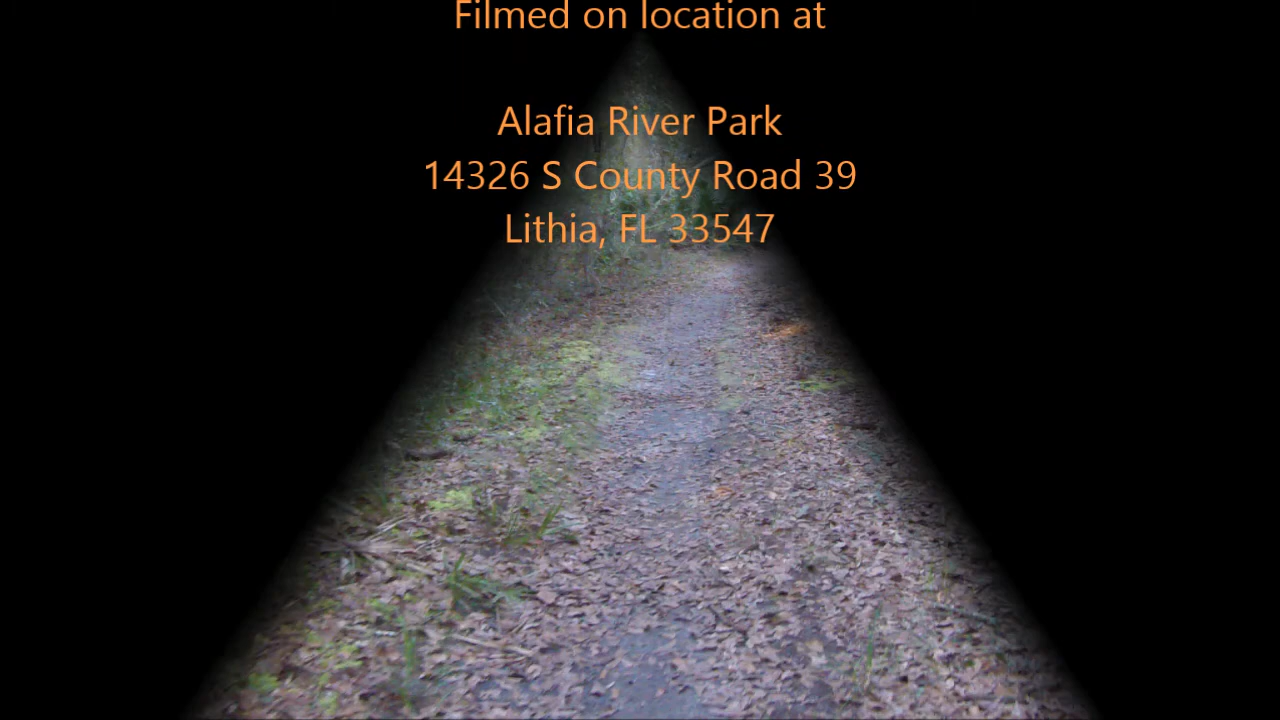 Filmed on location at
Alafia River Park
14326 S County Road 39
Lithia, FL 33547